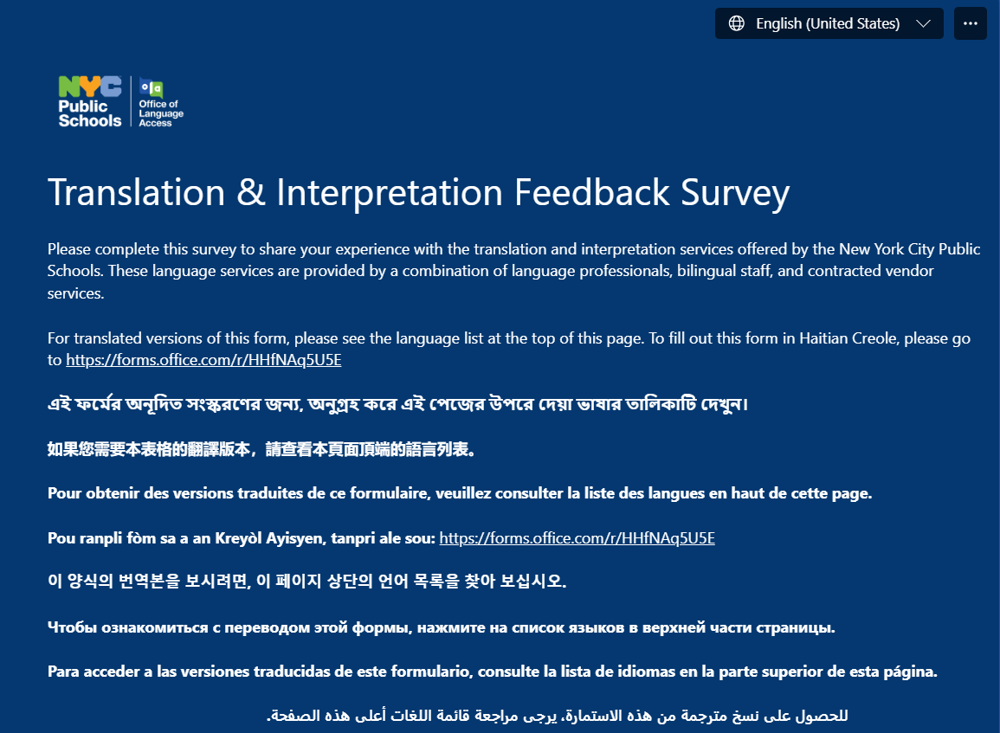 English (United States)
NYC
Public
Schools
ola
Office of
Language
Access
Translation & Interpretation Feedback Survey
Please complete this survey to share your experience with the translation and interpretation services offered by the New York City Public
Schools. These language services are provided by a combination of language professionals, bilingual staff, and contracted vendor
services.
For translated versions of this form, please see the language list at the top of this page. To fill out this form in Haitian Creole, please go
to https://forms.office.com/r/HHfNAq5U5E
এই ফর্মের অনূদিত সংস্করণের জন্য, অনুগ্রহ করে এই পেজের উপরে দেয়া ভাষার তালিকাটি দেখুন।
如果您需要本表格的翻譯版本，請查看本頁面頂端的語言列表。
Pour obtenir des versions traduites de ce formulaire, veuillez consulter la liste des langues en haut de cette page.
Pou ranpli fòm sa a an Kreyòl Ayisyen, tanpri ale sou: https://forms.office.com/r/HHfNAq5U5E
이 양식의 번역본을 보시려면, 이 페이지 상단의 언어 목록을 찾아 보십시오.
Чтобы ознакомиться с переводом этой формы, нажмите на список языков в верхней части страницы.
Para acceder a las versiones traducidas de este formulario, consulte la lista de idiomas en la parte superior de esta página.
للحصول على نسخ مترجمة من هذه الاستمارة، يرجى مراجعة قائمة اللغات أعلى هذه الصفحة.